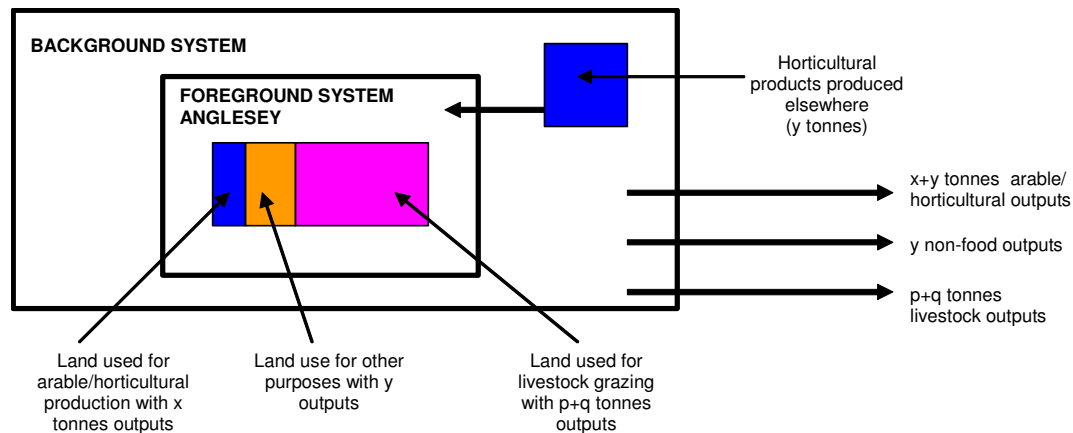 BACKGROUND SYSTEM
FOREGROUND SYSTEM
ANGLESEY
Horticultural
products produced
elsewhere
(y tonnes)
x+y tonnes arable/
horticultural outputs
y non-food outputs
p+q tonnes
livestock outputs
Land used for
arable/horticultural
production with x
tonnes outputs
Land use for other
purposes with y
outputs
Land used for
livestock grazing
with p+q tonnes
outputs